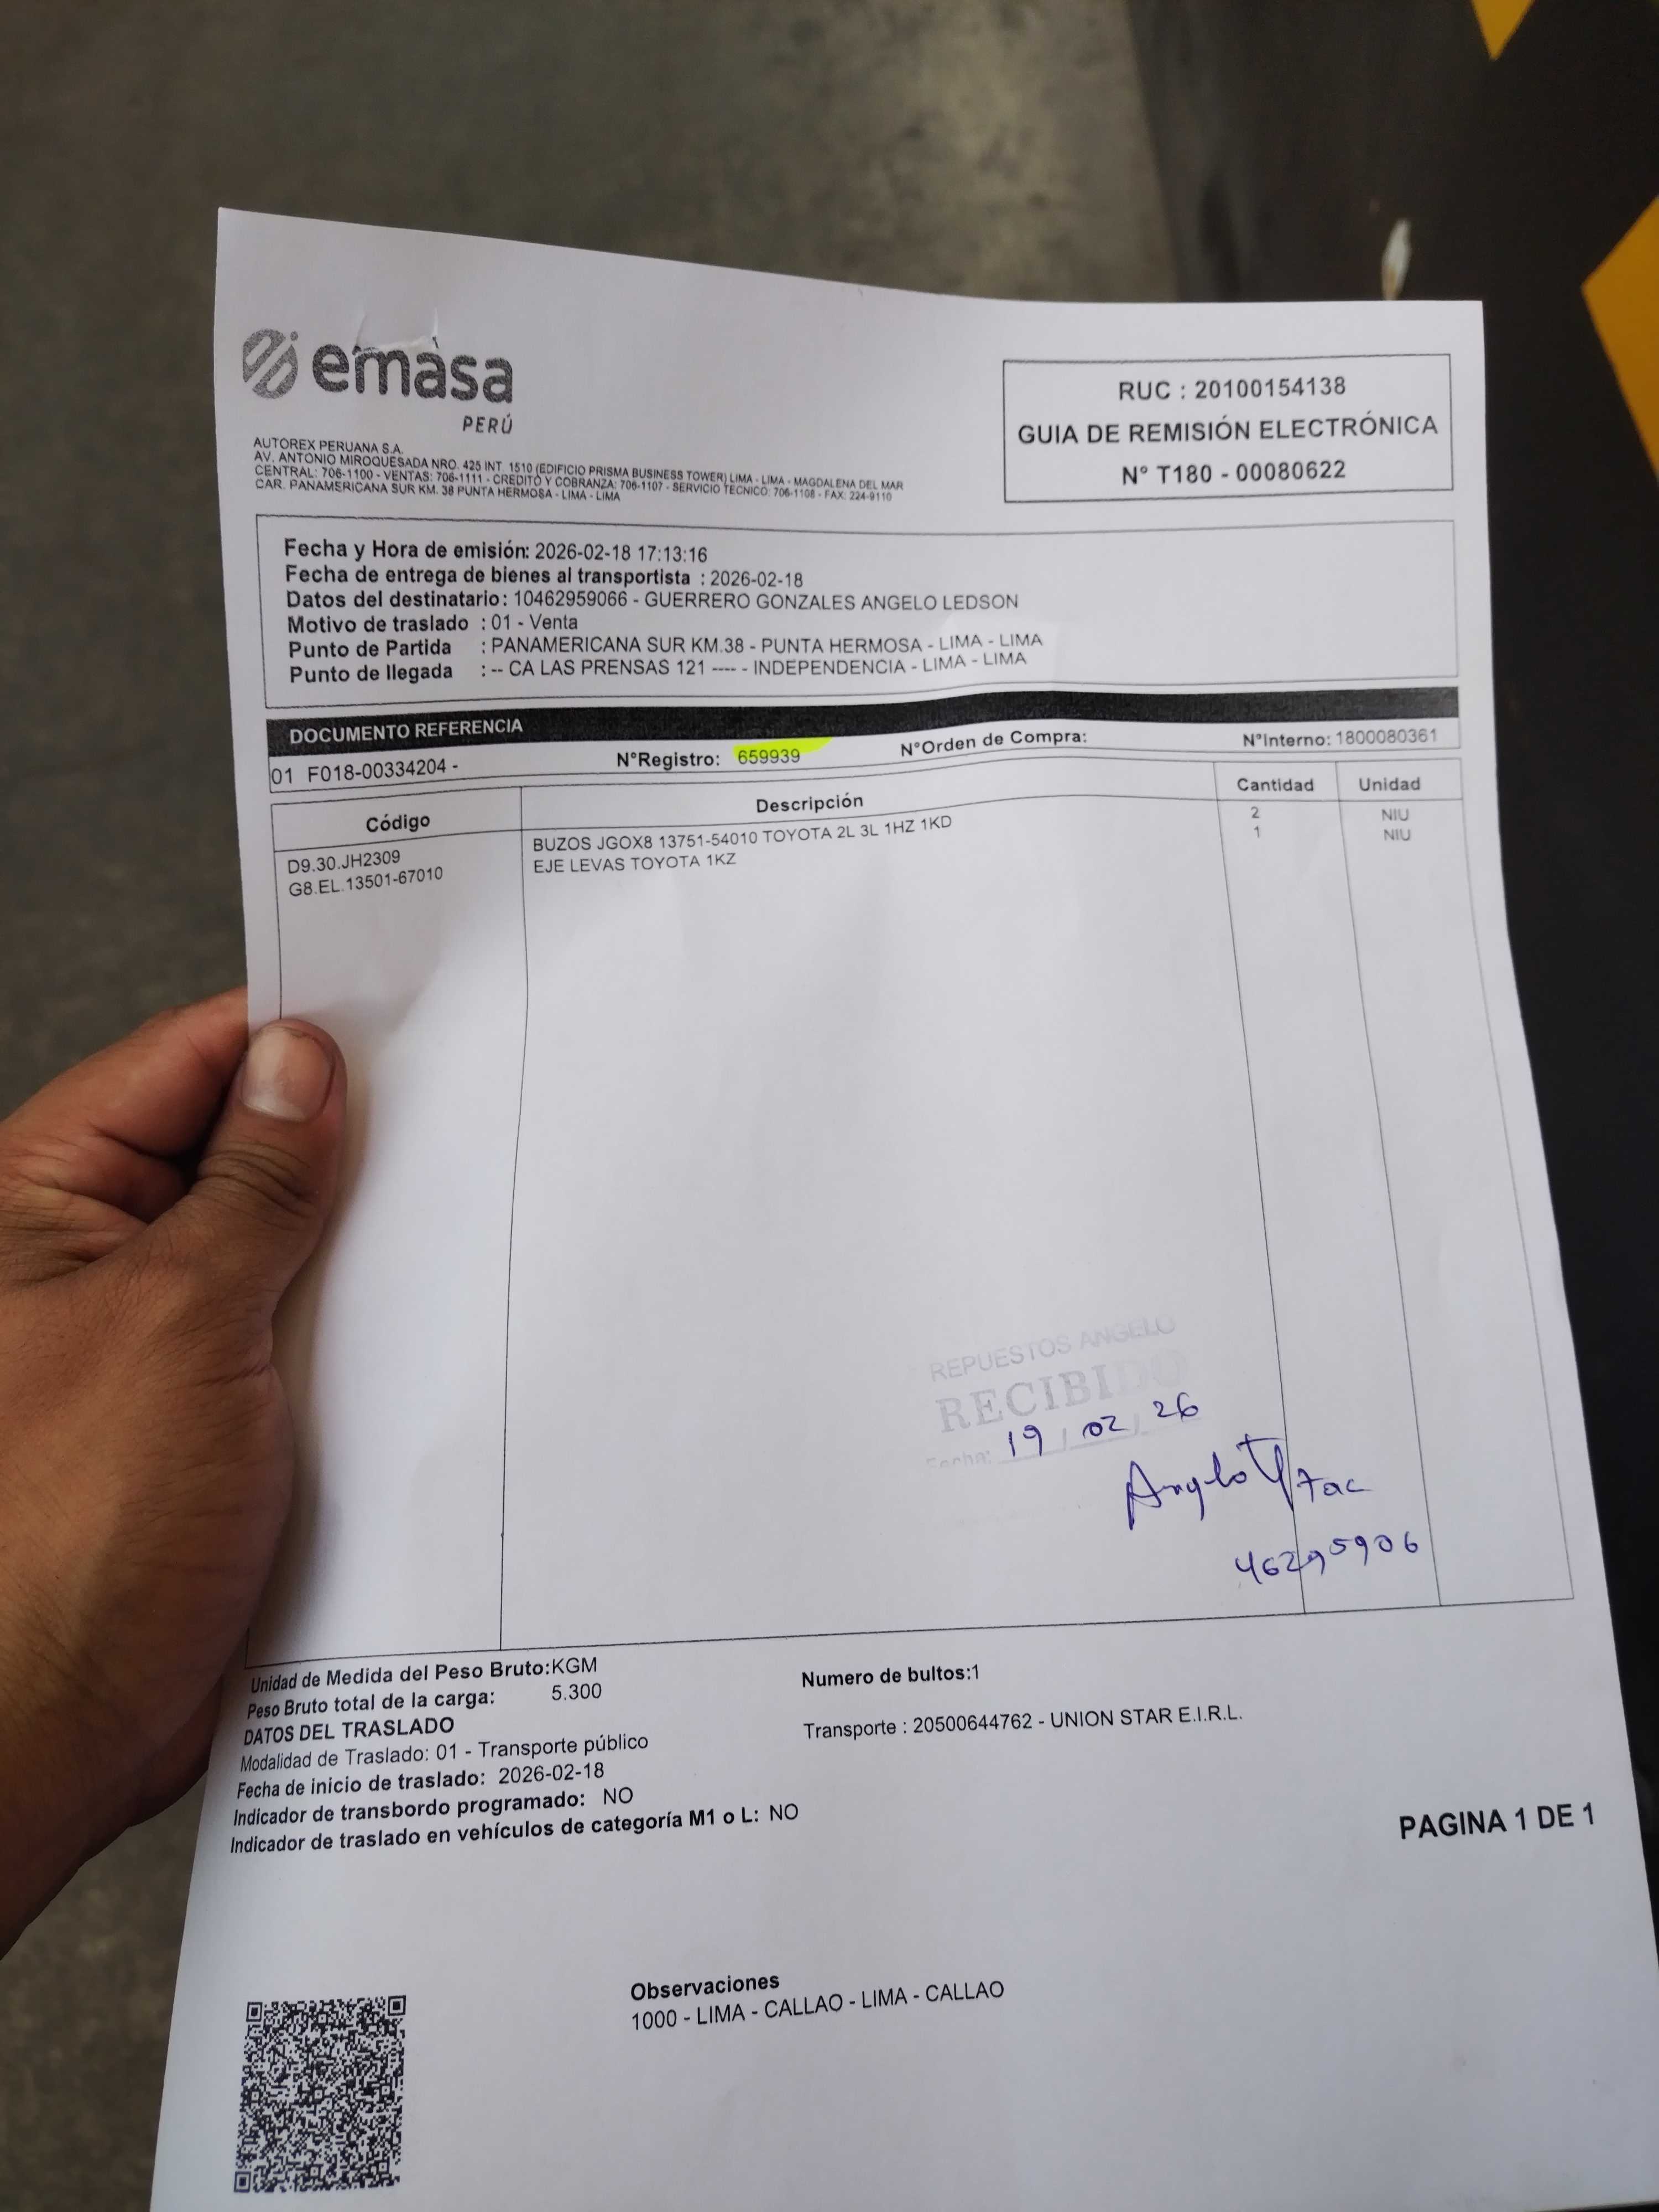 emasa
PERÚ
AUTOREX PERUANA S.A.
AV. ANTONIO MIROQUESADA NRO. 425 INT. 1510 (EDIFICIO PRISMA BUSINESS TOWER) LIMA - LIMA - MAGDALENA DEL MAR
CENTRAL: 706-1100 - VENTAS: 706-1111 - CREDITO Y COBRANZA: 706-1107 - SERVICIO TECNICO: 706-1108 - FAX: 224-9110
CAR. PANAMERICANA SUR KM. 38 PUNTA HERMOSA - LIMA - LIMA
RUC : 20100154138
GUIA DE REMISIÓN ELECTRÓNICA
N° T180 - 00080622
Fecha y Hora de emisión: 2026-02-18 17:13:16
Fecha de entrega de bienes al transportista : 2026-02-18
Datos del destinatario: 10462959066 - GUERRERO GONZALES ANGELO LEDSON
Motivo de traslado : 01 - Venta
Punto de Partida : PANAMERICANA SUR KM.38 - PUNTA HERMOSA - LIMA - LIMA
Punto de llegada : -- CA LAS PRENSAS 121 ---- - INDEPENDENCIA - LIMA - LIMA
DOCUMENTO REFERENCIA
01 F018-00334204 - N°Registro: 659939 N°Orden de Compra: N°Interno: 1800080361
Código Descripción Cantidad Unidad
D9.30.JH2309 BUZOS JGOX8 13751-54010 TOYOTA 2L 3L 1HZ 1KD 2 NIU
G8.EL.13501-67010 EJE LEVAS TOYOTA 1KZ 1 NIU
REPUESTOS ANGELO
RECIBIDO
Fecha: 19 / 02 / 26
Angelo
46295906
Unidad de Medida del Peso Bruto:KGM Numero de bultos:1
Peso Bruto total de la carga: 5.300
DATOS DEL TRASLADO Transporte : 20500644762 - UNION STAR E.I.R.L.
Modalidad de Traslado: 01 - Transporte público
Fecha de inicio de traslado: 2026-02-18
Indicador de transbordo programado: NO
Indicador de traslado en vehículos de categoría M1 o L: NO
PAGINA 1 DE 1
Observaciones
1000 - LIMA - CALLAO - LIMA - CALLAO